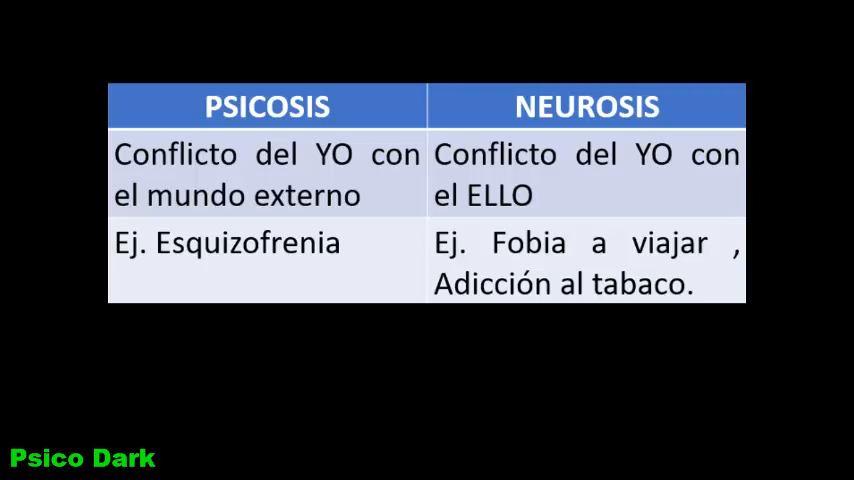 PSICOSIS NEUROSIS
Conflicto del YO con
el mundo externo
Conflicto del YO con
el ELLO
Ej. Esquizofrenia
Ej. Fobia a viajar ,
Adicción al tabaco.
Psico Dark